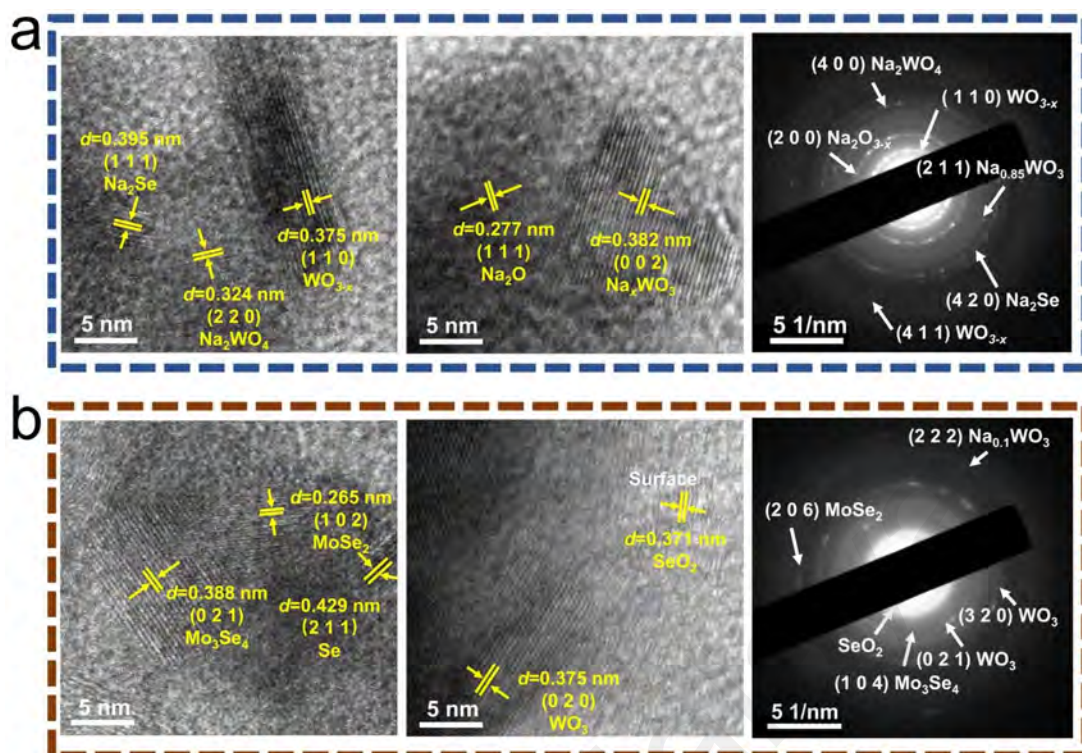 a
d=0.395 nm
(1 1 1)
Na₂Se
d=0.324 nm
(2 2 0)
Na₂WO₄
d=0.375 nm
(1 1 0)
WO₃₋ₓ
5 nm
d=0.277 nm
(1 1 1)
Na₂O
d=0.382 nm
(0 0 2)
NaₓWO₃
5 nm
(4 0 0) Na₂WO₄
(1 1 0) WO₃₋ₓ
(2 0 0) Na₂O₃₋ₓ
(2 1 1) Na₀.₈₅WO₃
(4 2 0) Na₂Se
(4 1 1) WO₃₋ₓ
5 1/nm
b
d=0.265 nm
(1 0 2)
MoSe₂
d=0.388 nm
(0 2 1)
Mo₃Se₄
d=0.429 nm
(2 1 1)
Se
5 nm
Surface
d=0.371 nm
SeO₂
d=0.375 nm
(0 2 0)
WO₃
5 nm
(2 2 2) Na₀.₁WO₃
(2 0 6) MoSe₂
(3 2 0) WO₃
SeO₂
(0 2 1) WO₃
(1 0 4) Mo₃Se₄
5 1/nm